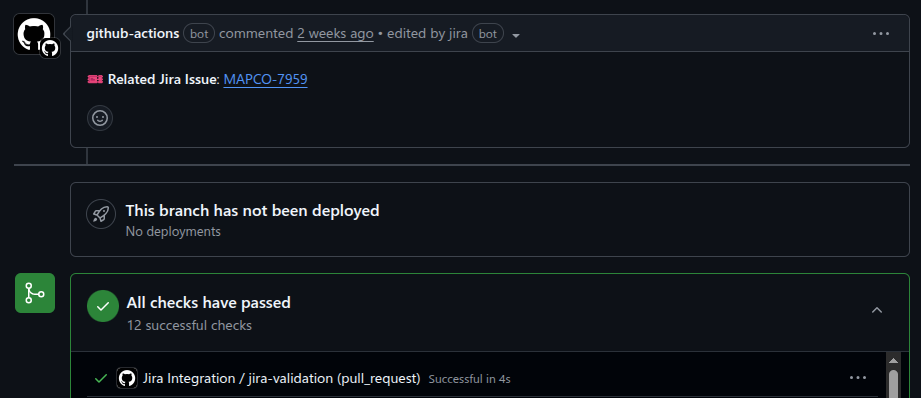 github-actions bot commented 2 weeks ago • edited by jira bot
Related Jira Issue: MAPCO-7959
This branch has not been deployed
No deployments
All checks have passed
12 successful checks
Jira Integration / jira-validation (pull_request) Successful in 4s